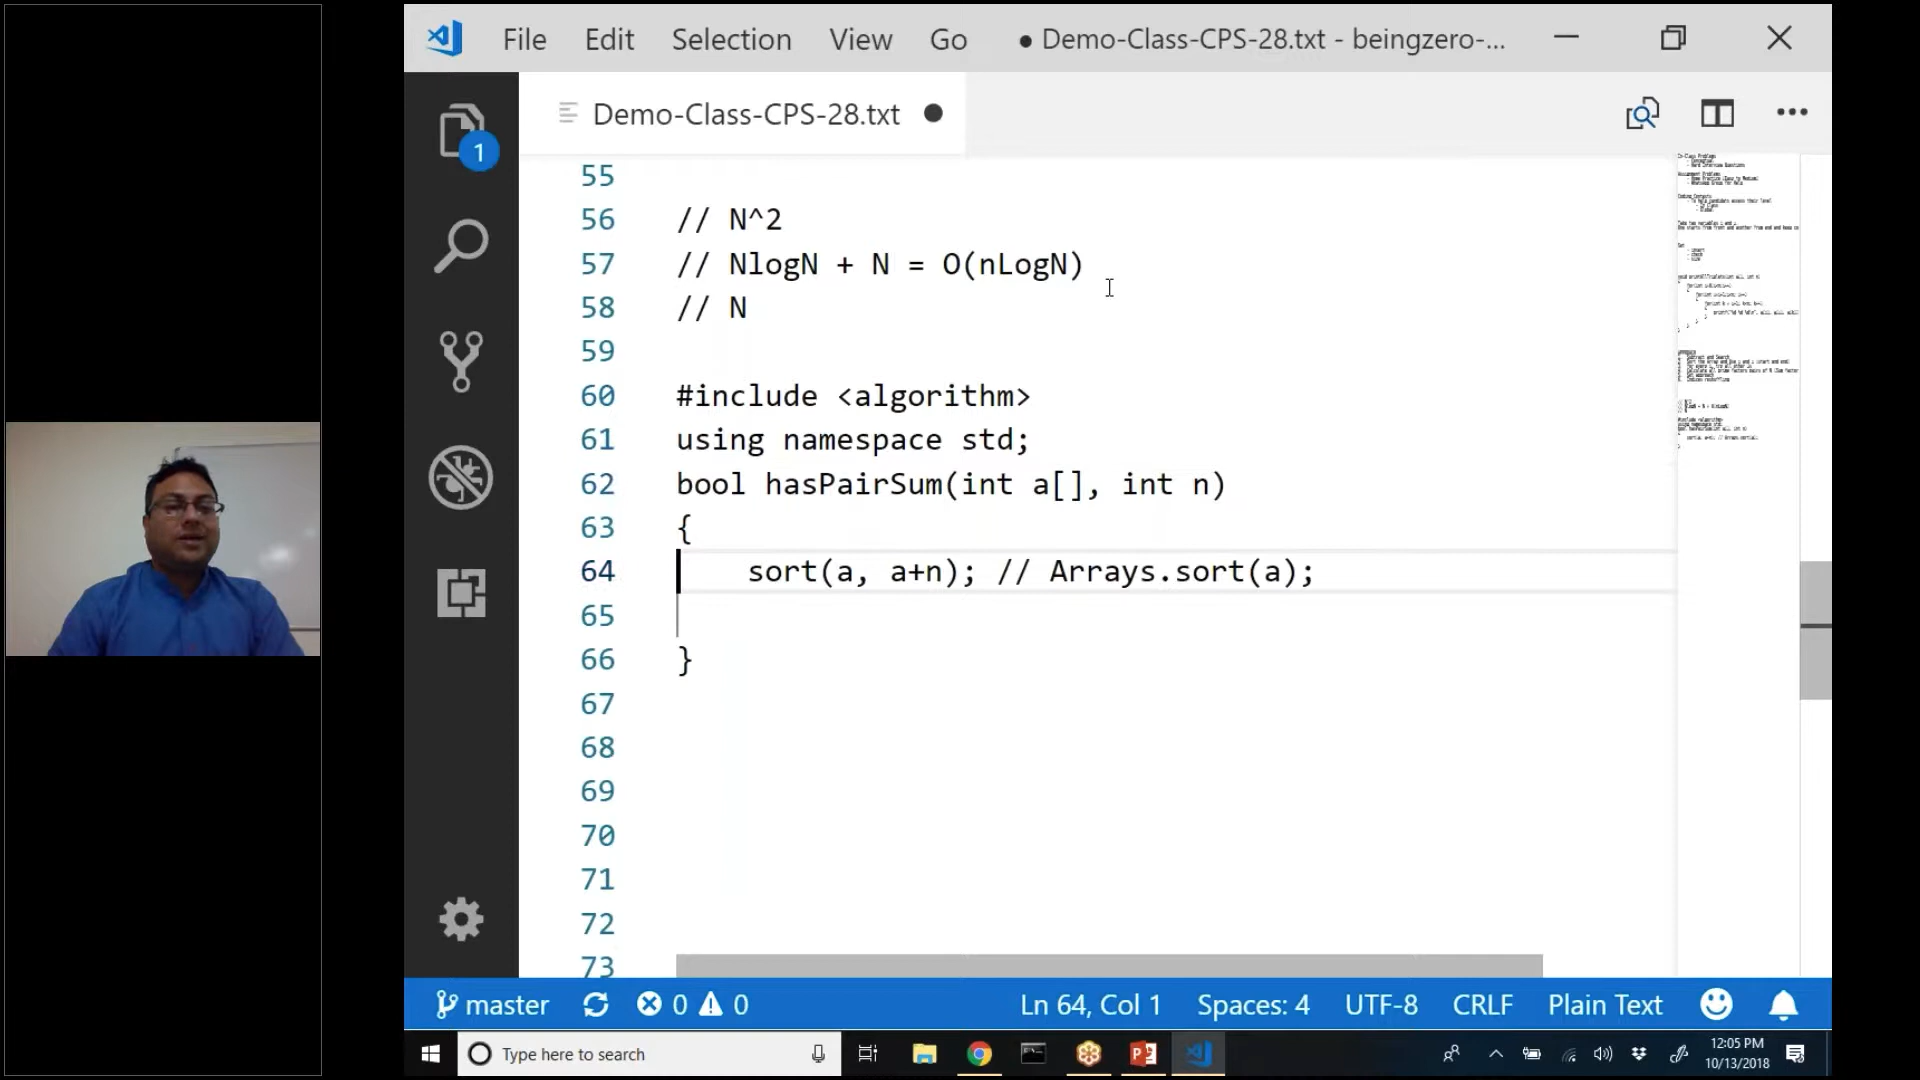 File Edit Selection View Go ● Demo-Class-CPS-28.txt - beingzero-...
Demo-Class-CPS-28.txt ●
1
55
56 // N^2
57 // NlogN + N = O(nLogN)
58 // N
59
60 #include <algorithm>
61 using namespace std;
62 bool hasPairSum(int a[], int n)
63 {
64 sort(a, a+n); // Arrays.sort(a);
65
66 }
67
68
69
70
71
72
73
master 0 0 Ln 64, Col 1 Spaces: 4 UTF-8 CRLF Plain Text
Type here to search
12:05 PM
10/13/2018